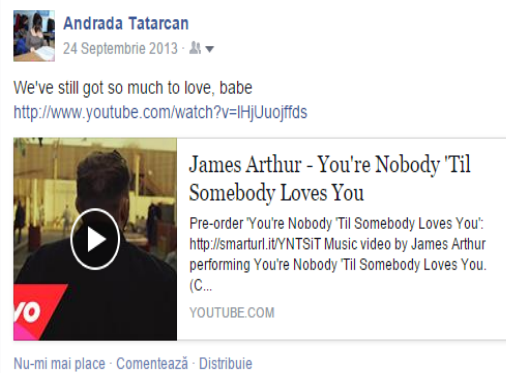 Andrada Tatarcan
24 Septembrie 2013 ·
We've still got so much to love, babe
http://www.youtube.com/watch?v=lHjUuojffds
James Arthur - You're Nobody 'Til
Somebody Loves You
Pre-order 'You're Nobody 'Til Somebody Loves You':
http://smarturl.it/YNTSiT Music video by James Arthur
performing You're Nobody 'Til Somebody Loves You.
(C...
YOUTUBE.COM
vo
Nu-mi mai place · Comentează · Distribuie